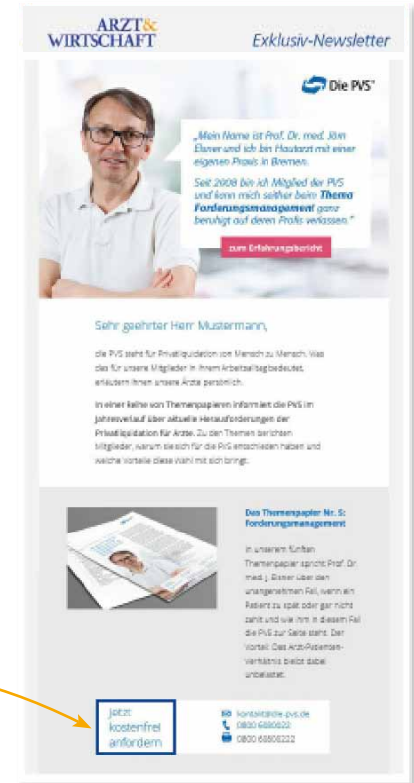 ARZT&
WIRTSCHAFT
Exklusiv-Newsletter
Die PVS
„Mein Name ist Prof. Dr. med. Jörn
Elsner und ich bin Hautarzt mit einer
eigenen Praxis in Bremen.
Seit 2008 bin ich Mitglied der PVS
und kann mich seither beim Thema
Forderungsmanagement ganz
beruhigt auf deren Profis verlassen."
zum Erfahrungsbericht
Sehr geehrter Herr Mustermann,
die PVS steht für Privatliquidation von Mensch zu Mensch. Was
das für unsere Mitglieder in ihrem Arbeitsalltag bedeutet,
erläutern Ihnen unsere Ärzte persönlich.
In einer Reihe von Themenpapieren informiert die PVS im
Jahresverlauf über aktuelle Herausforderungen der
Privatliquidation für Ärzte. Zu den Themen berichten
Mitglieder, warum sie sich für die PVS entschieden haben und
welche Vorteile diese Wahl mit sich bringt.
Das Themenpapier Nr. 5:
Forderungsmanagement
In unserem fünften
Themenpapier spricht Prof. Dr.
med. J. Elsner über den
unangenehmen Fall, wenn ein
Patient zu spät oder gar nicht
zahlt und wie ihm in diesem Fall
die PVS zur Seite steht. Der
Vorteil: Das Arzt-Patienten-
Verhältnis bleibt dabei
unbelastet.
Jetzt
kostenfrei
anfordern
kontakt@die-pvs.de